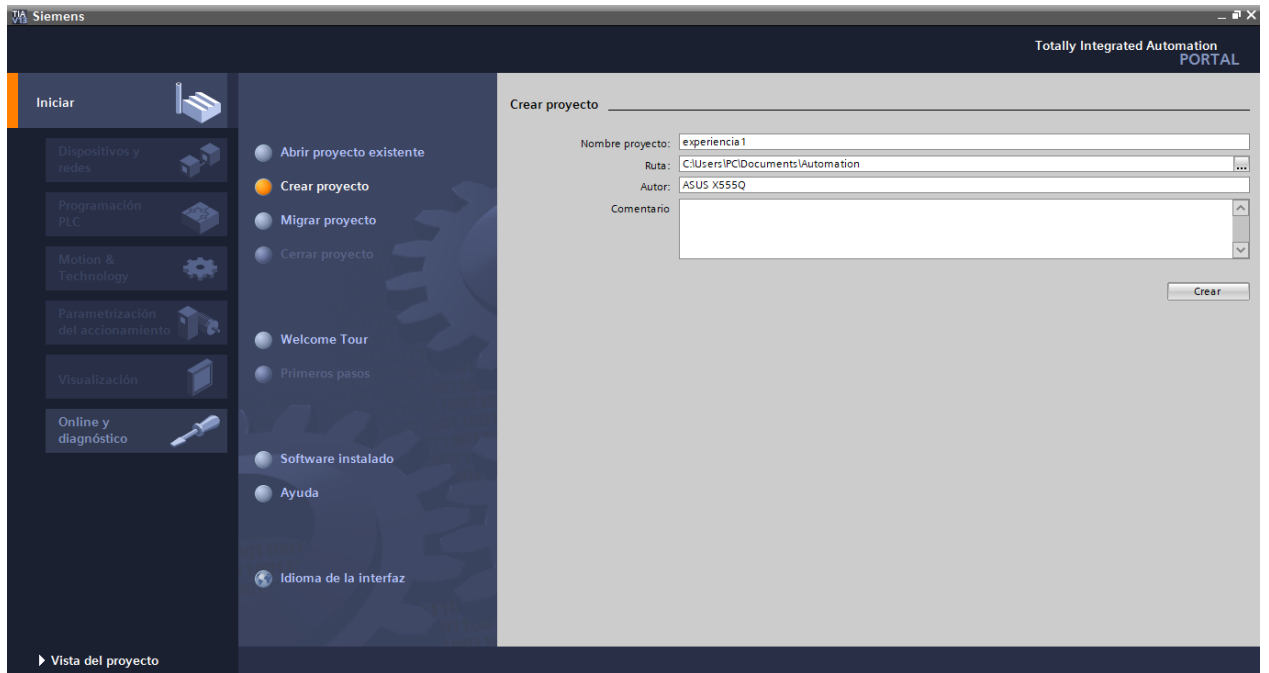 TIA V13 Siemens
Totally Integrated Automation
PORTAL
Iniciar
Dispositivos y
redes
Programación
PLC
Motion &
Technology
Parametrización
del accionamiento
Visualización
Online y
diagnóstico
Abrir proyecto existente
Crear proyecto
Migrar proyecto
Cerrar proyecto
Welcome Tour
Primeros pasos
Software instalado
Ayuda
Idioma de la interfaz
Crear proyecto
Nombre proyecto: experiencia1
Ruta: C:\Users\PC\Documents\Automation ...
Autor: ASUS X555Q
Comentario
Crear
Vista del proyecto